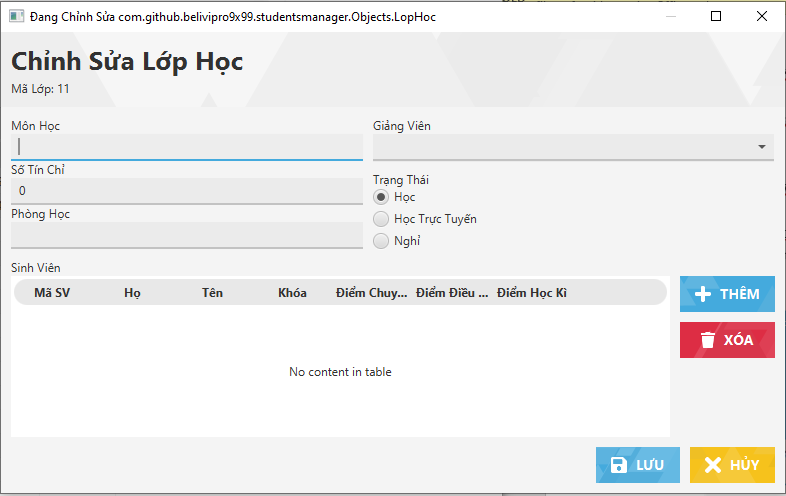 Đang Chỉnh Sửa com.github.belivipro9x99.studentsmanager.Objects.LopHoc
Chỉnh Sửa Lớp Học
Mã Lớp: 11
Môn Học
Giảng Viên
Số Tín Chỉ
0
Trạng Thái
Học
Phòng Học
Học Trực Tuyến
Nghỉ
Sinh Viên
Mã SV Họ Tên Khóa Điểm Chuy... Điểm Điều ... Điểm Học Kì
No content in table
THÊM
XÓA
LƯU
HỦY